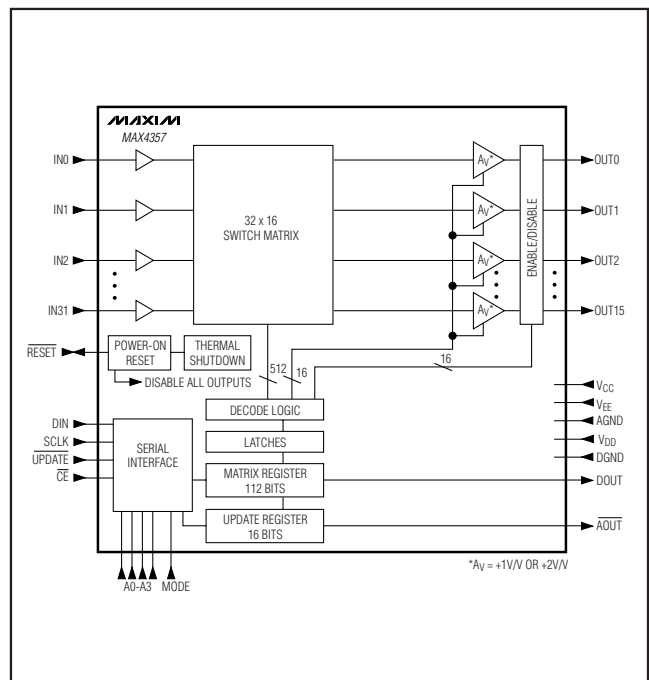 MAXIM
MAX4357
IN0
IN1
IN2
IN31
32 x 16
SWITCH MATRIX
AV*
AV*
AV*
AV*
ENABLE/DISABLE
OUT0
OUT1
OUT2
OUT15
RESET
POWER-ON
RESET
THERMAL
SHUTDOWN
DISABLE ALL OUTPUTS
512
16
16
DECODE LOGIC
LATCHES
MATRIX REGISTER
112 BITS
UPDATE REGISTER
16 BITS
DIN
SCLK
UPDATE
CE
SERIAL
INTERFACE
A0-A3
MODE
VCC
VEE
AGND
VDD
DGND
DOUT
AOUT
*AV = +1V/V OR +2V/V